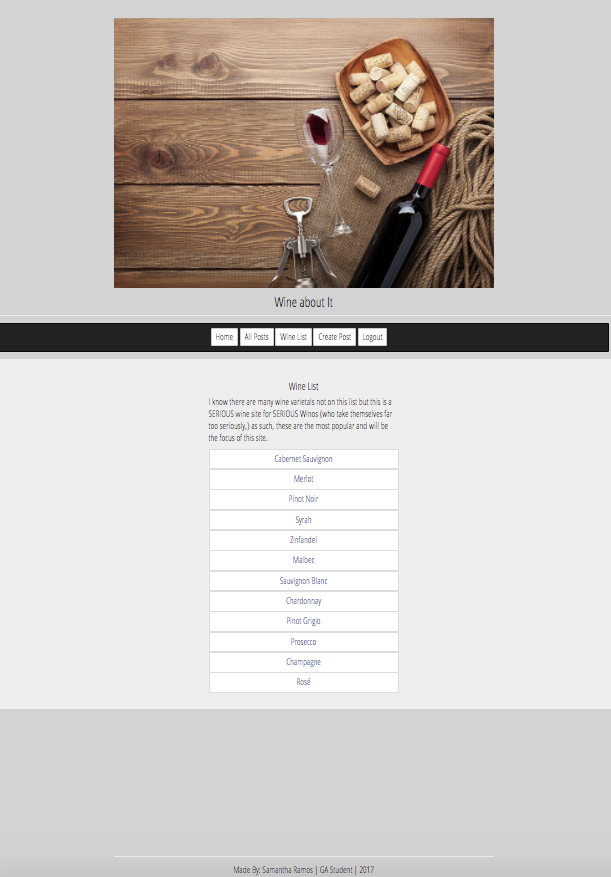 Wine about It
Home All Posts Wine List Create Post Logout
Wine List
I know there are many wine varietals not on this list but this is a
SERIOUS wine site for SERIOUS Winos (who take themselves far
too seriously,) as such, these are the most popular and will be
the focus of this site.
Cabernet Sauvignon
Merlot
Pinot Noir
Syrah
Zinfandel
Malbec
Sauvignon Blanc
Chardonnay
Pinot Grigio
Prosecco
Champagne
Rosé
Made By: Samantha Ramos | GA Student | 2017